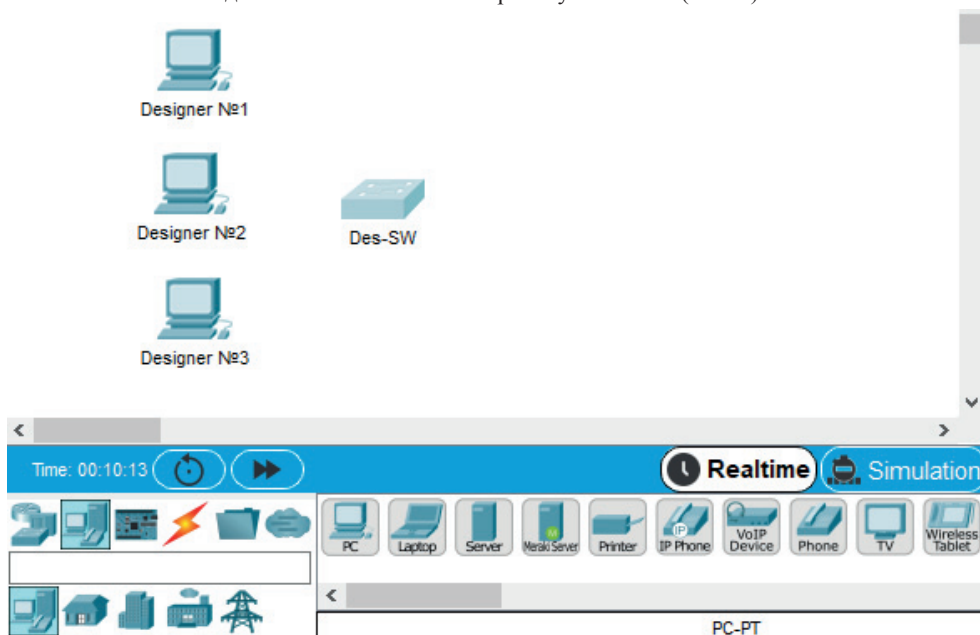 Designer №1
Designer №2
Des-SW
Designer №3
Time: 00:10:13
Realtime
Simulation
PC
Laptop
Server
Meraki Server
M
Printer
IP
IP Phone
VoIP
Device
Phone
TV
Wireless
Tablet
PC-PT